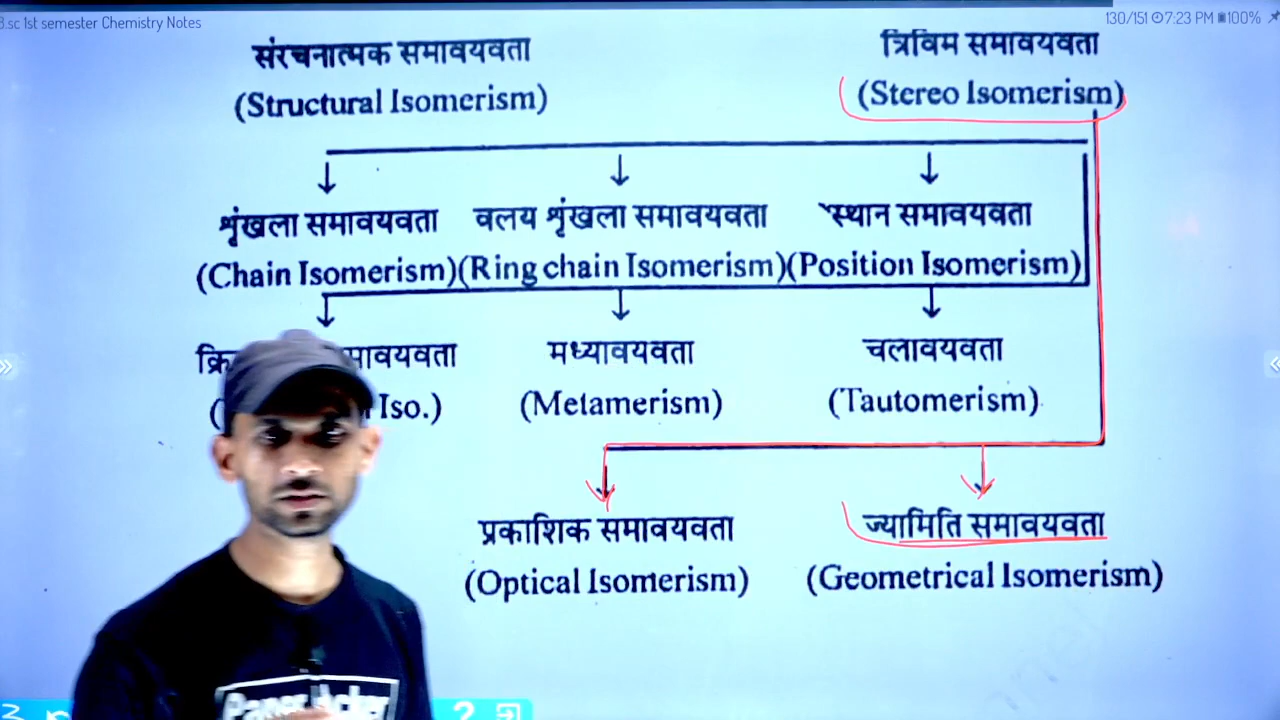 B.sc 1st semester Chemistry Notes
130/151 7:23 PM 100%
संरचनात्मक समावयवता त्रिविम समावयवता
(Structural Isomerism) (Stereo Isomerism)
शृंखला समावयवता वलय शृंखला समावयवता स्थान समावयवता
(Chain Isomerism)(Ring chain Isomerism)(Position Isomerism)
मध्यावयवता चलावयवता
Iso.) (Metamerism) (Tautomerism)
प्रकाशिक समावयवता ज्यामिति समावयवता
(Optical Isomerism) (Geometrical Isomerism)